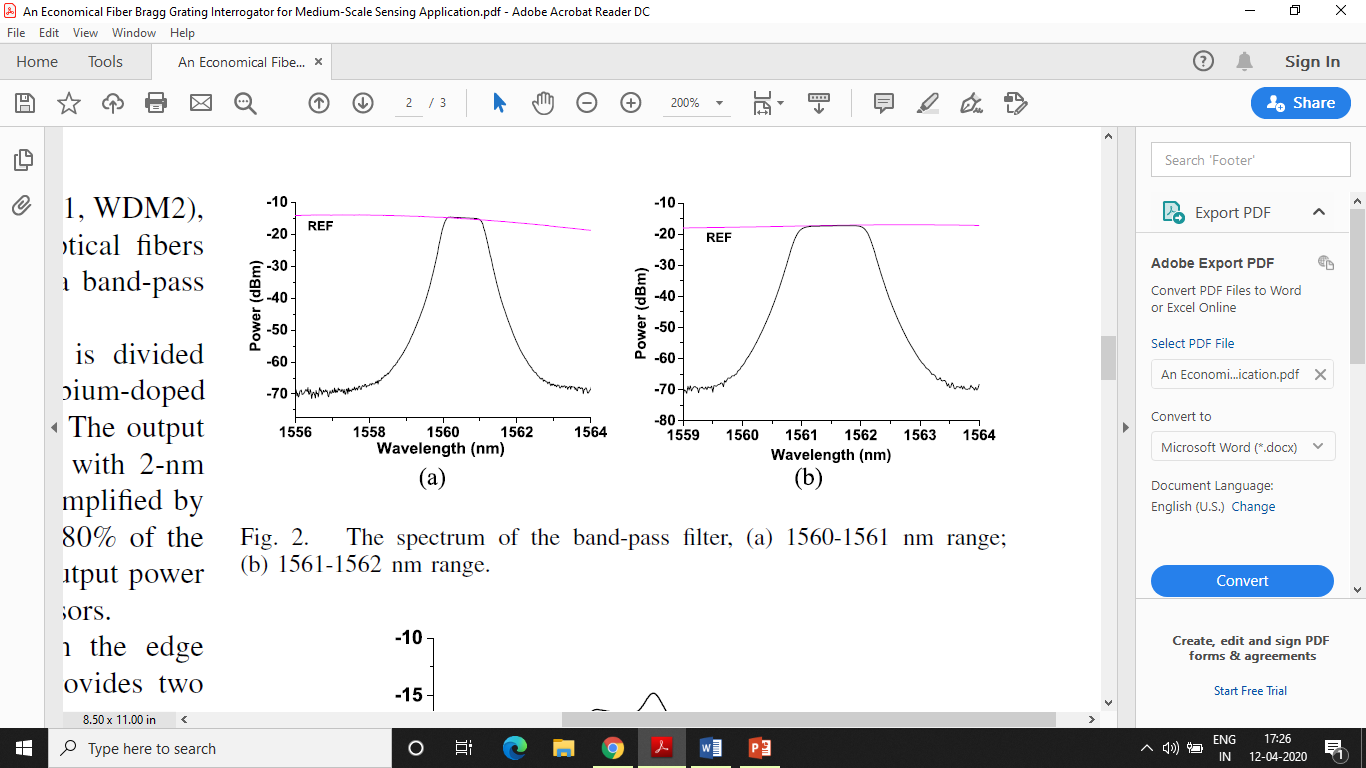 An Economical Fiber Bragg Grating Interrogator for Medium-Scale Sensing Application.pdf - Adobe Acrobat Reader DC
File Edit View Window Help
Home Tools An Economical Fibe... × Sign In
2 / 3 200% Share
1, WDM2),
optical fibers
a band-pass
is divided
bium-doped
The output
with 2-nm
mplified by
80% of the
utput power
sors.
n the edge
ovides two
-10
-20
-30
-40
-50
-60
-70
Power (dBm)
REF
1556 1558 1560 1562 1564
Wavelength (nm)
(a)
-10
-20
-30
-40
-50
-60
-70
-80
Power (dBm)
REF
1559 1560 1561 1562 1563 1564
Wavelength (nm)
(b)
Fig. 2. The spectrum of the band-pass filter, (a) 1560-1561 nm range;
(b) 1561-1562 nm range.
-10
-15
8.50 x 11.00 in
Search 'Footer'
Export PDF
Adobe Export PDF
Convert PDF Files to Word
or Excel Online
Select PDF File
An Economi...ication.pdf
Convert to
Microsoft Word (*.docx)
Document Language:
English (U.S.) Change
Convert
Create, edit and sign PDF
forms & agreements
Start Free Trial
Type here to search
ENG
IN
17:26
12-04-2020
1